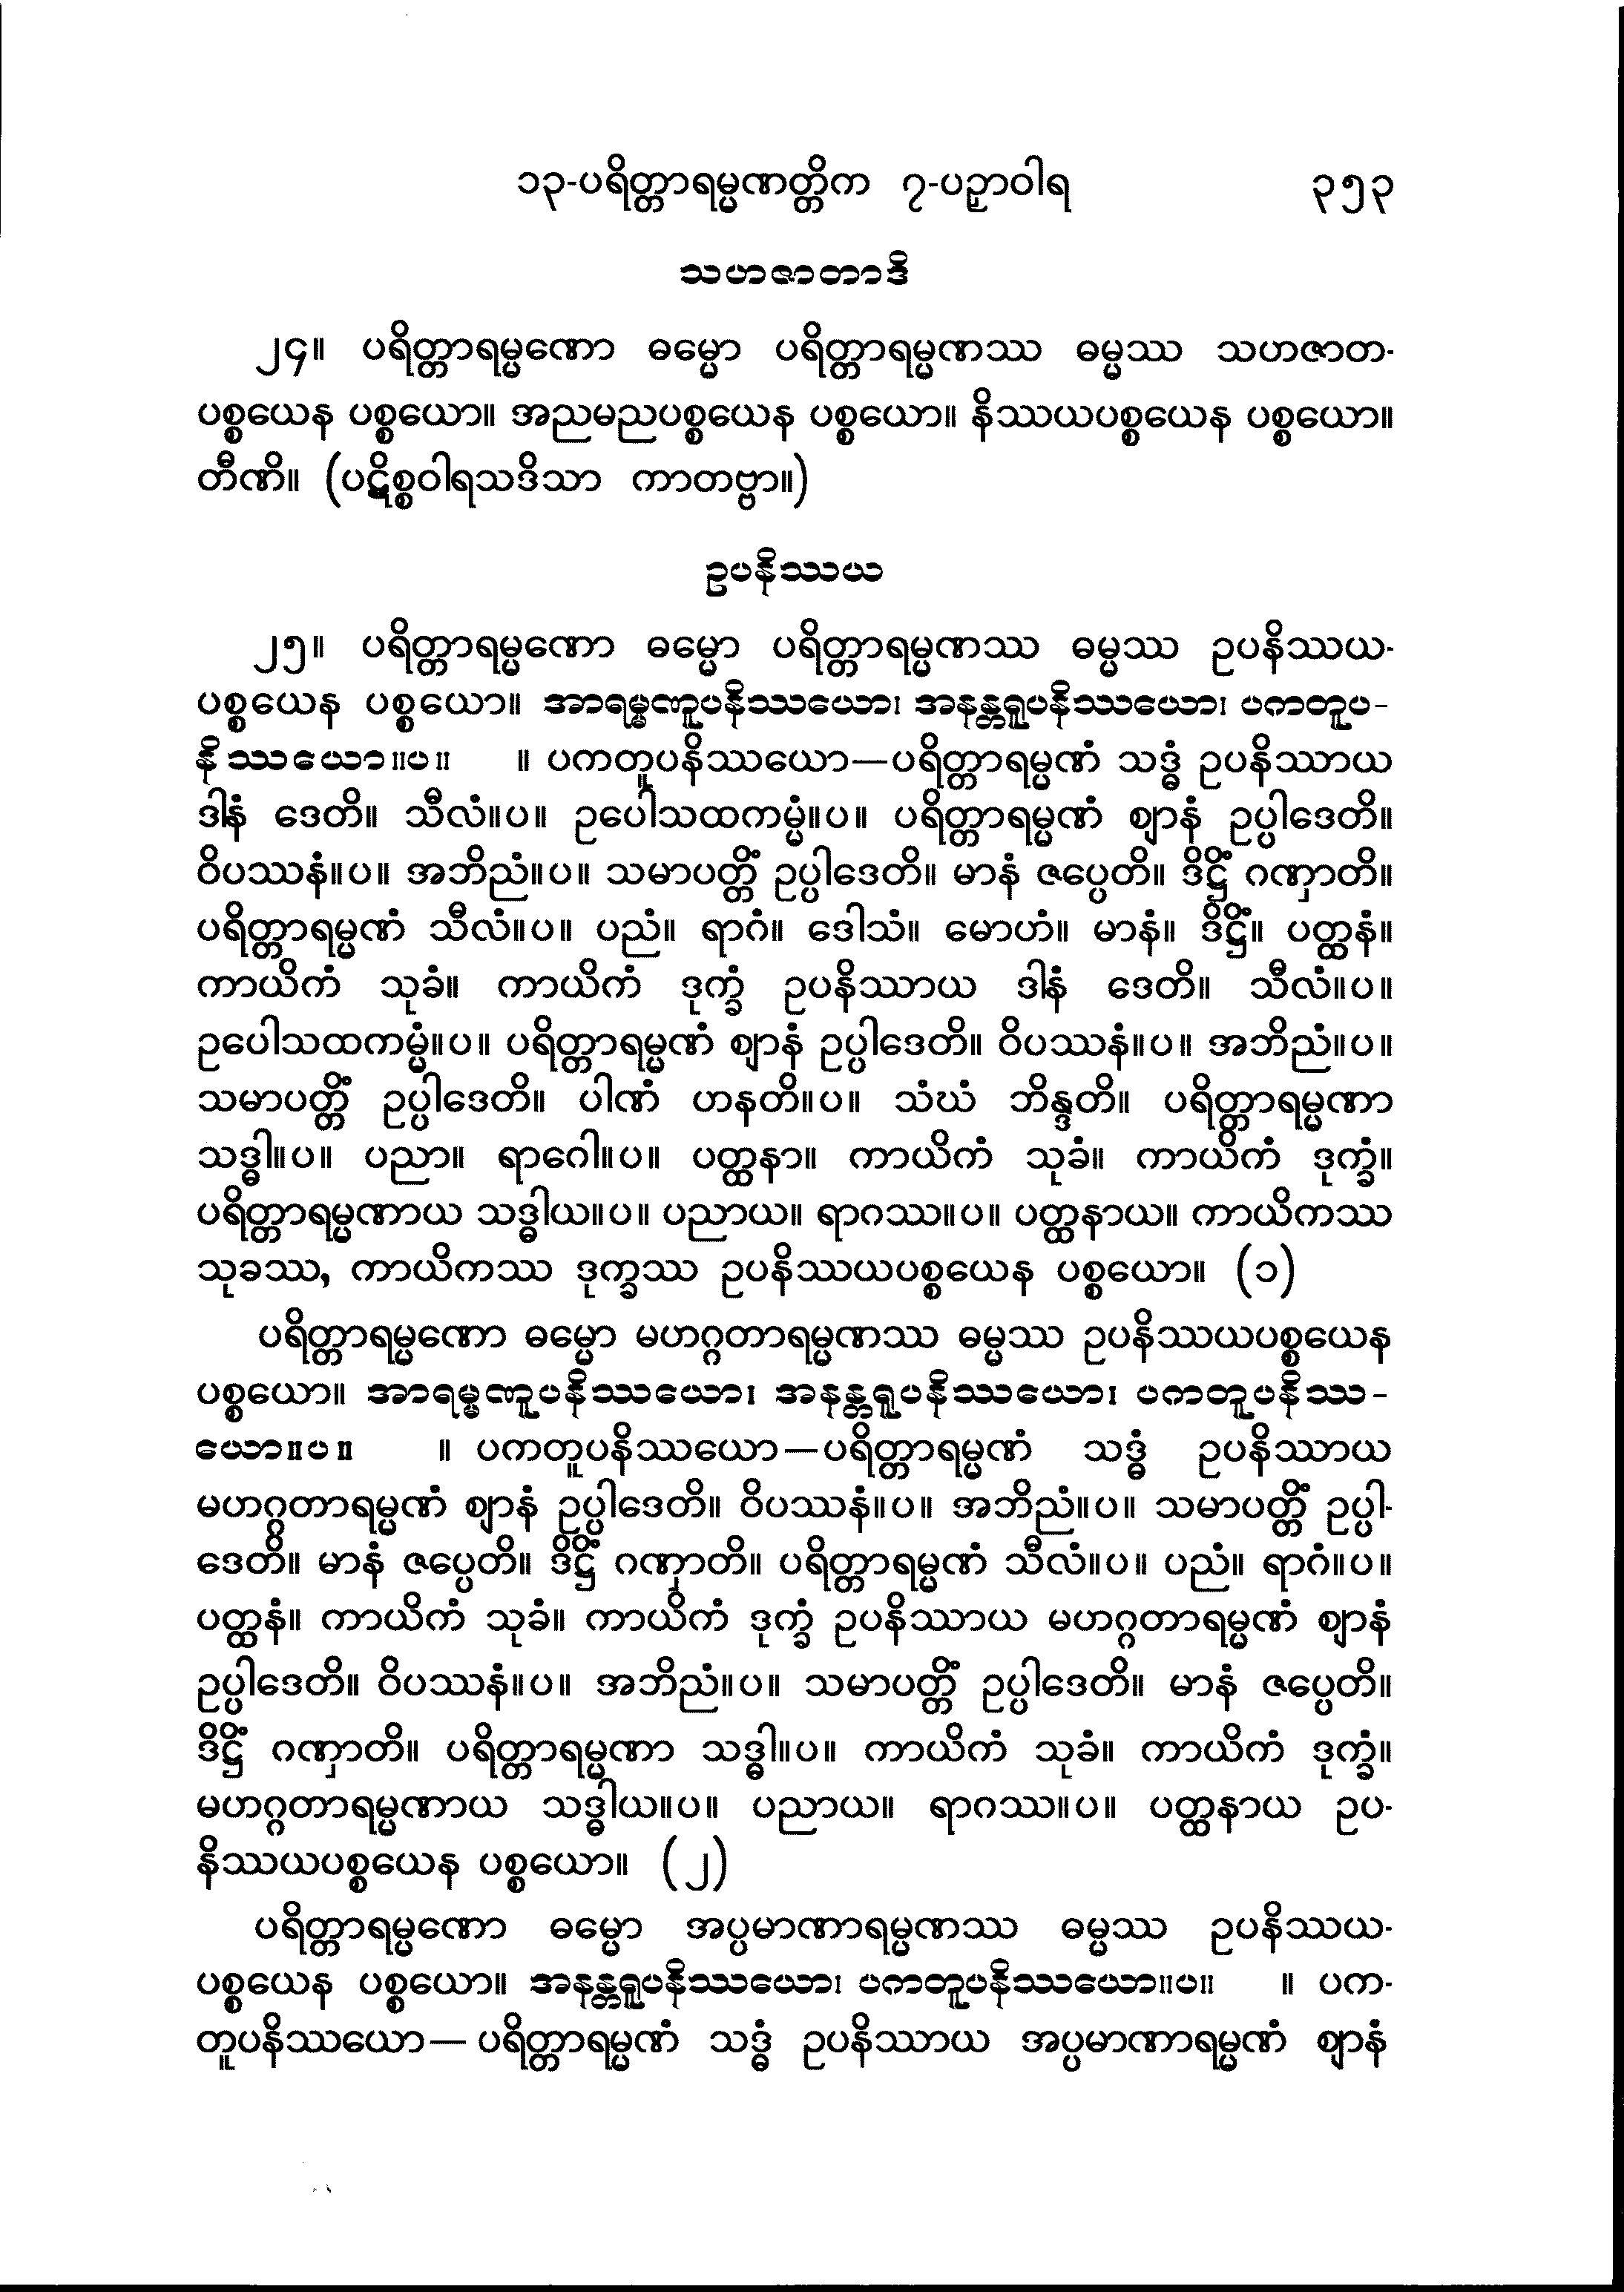 ၁၃-ပရိတ္တာရမ္မဏတ္တိက ၇-ပဉှာဝါရ ၃၅၃
သဟဇာတာဒိ
၂၄။ ပရိတ္တာရမ္မဏော ဓမ္မော ပရိတ္တာရမ္မဏဿ ဓမ္မဿ သဟဇာတ-
ပစ္စယေန ပစ္စယော။ အညမညပစ္စယေန ပစ္စယော။ နိဿယပစ္စယေန ပစ္စယော။
တီဏိ။ (ပဋိစ္စဝါရသဒိသာ ကာတဗ္ဗာ။)
ဥပနိဿယ
၂၅။ ပရိတ္တာရမ္မဏော ဓမ္မော ပရိတ္တာရမ္မဏဿ ဓမ္မဿ ဥပနိဿယ-
ပစ္စယေန ပစ္စယော။ အာရမ္မဏူပနိဿယော၊ အနန္တရူပနိဿယော၊ ပကတူပ-
နိဿယော။ပ။ ။ ပကတူပနိဿယော—ပရိတ္တာရမ္မဏံ သဒ္ဓံ ဥပနိဿာယ
ဒါနံ ဒေတိ။ သီလံ။ပ။ ဥပေါသထကမ္မံ။ပ။ ပရိတ္တာရမ္မဏံ ဈာနံ ဥပ္ပါဒေတိ။
ဝိပဿနံ။ပ။ အဘိညံ။ပ။ သမာပတ္တိံ ဥပ္ပါဒေတိ။ မာနံ ဇပ္ပေတိ။ ဒိဋ္ဌိံ ဂဏှာတိ။
ပရိတ္တာရမ္မဏံ သီလံ။ပ။ ပညံ။ ရာဂံ။ ဒေါသံ။ မောဟံ။ မာနံ။ ဒိဋ္ဌိံ။ ပတ္ထနံ။
ကာယိကံ သုခံ။ ကာယိကံ ဒုက္ခံ ဥပနိဿာယ ဒါနံ ဒေတိ။ သီလံ။ပ။
ဥပေါသထကမ္မံ။ပ။ ပရိတ္တာရမ္မဏံ ဈာနံ ဥပ္ပါဒေတိ။ ဝိပဿနံ။ပ။ အဘိညံ။ပ။
သမာပတ္တိံ ဥပ္ပါဒေတိ။ ပါဏံ ဟနတိ။ပ။ သံဃံ ဘိန္ဒတိ။ ပရိတ္တာရမ္မဏာ
သဒ္ဓါ။ပ။ ပညာ။ ရာဂေါ။ပ။ ပတ္ထနာ။ ကာယိကံ သုခံ။ ကာယိကံ ဒုက္ခံ။
ပရိတ္တာရမ္မဏာယ သဒ္ဓါယ။ပ။ ပညာယ။ ရာဂဿ။ပ။ ပတ္ထနာယ။ ကာယိကဿ
သုခဿ, ကာယိကဿ ဒုက္ခဿ ဥပနိဿယပစ္စယေန ပစ္စယော။ (၁)
ပရိတ္တာရမ္မဏော ဓမ္မော မဟဂ္ဂတာရမ္မဏဿ ဓမ္မဿ ဥပနိဿယပစ္စယေန
ပစ္စယော။ အာရမ္မဏူပနိဿယော၊ အနန္တရူပနိဿယော၊ ပကတူပနိဿ-
ယော။ပ။ ။ ပကတူပနိဿယော—ပရိတ္တာရမ္မဏံ သဒ္ဓံ ဥပနိဿာယ
မဟဂ္ဂတာရမ္မဏံ ဈာနံ ဥပ္ပါဒေတိ။ ဝိပဿနံ။ပ။ အဘိညံ။ပ။ သမာပတ္တိံ ဥပ္ပါ-
ဒေတိ။ မာနံ ဇပ္ပေတိ။ ဒိဋ္ဌိံ ဂဏှာတိ။ ပရိတ္တာရမ္မဏံ သီလံ။ပ။ ပညံ။ ရာဂံ။ပ။
ပတ္ထနံ။ ကာယိကံ သုခံ။ ကာယိကံ ဒုက္ခံ ဥပနိဿာယ မဟဂ္ဂတာရမ္မဏံ ဈာနံ
ဥပ္ပါဒေတိ။ ဝိပဿနံ။ပ။ အဘိညံ။ပ။ သမာပတ္တိံ ဥပ္ပါဒေတိ။ မာနံ ဇပ္ပေတိ။
ဒိဋ္ဌိံ ဂဏှာတိ။ ပရိတ္တာရမ္မဏာ သဒ္ဓါ။ပ။ ကာယိကံ သုခံ။ ကာယိကံ ဒုက္ခံ။
မဟဂ္ဂတာရမ္မဏာယ သဒ္ဓါယ။ပ။ ပညာယ။ ရာဂဿ။ပ။ ပတ္ထနာယ ဥပ-
နိဿယပစ္စယေန ပစ္စယော။ (၂)
ပရိတ္တာရမ္မဏော ဓမ္မော အပ္ပမာဏာရမ္မဏဿ ဓမ္မဿ ဥပနိဿယ-
ပစ္စယေန ပစ္စယော။ အနန္တရူပနိဿယော၊ ပကတူပနိဿယော။ပ။ ။ ပက-
တူပနိဿယော— ပရိတ္တာရမ္မဏံ သဒ္ဓံ ဥပနိဿာယ အပ္ပမာဏာရမ္မဏံ ဈာနံ